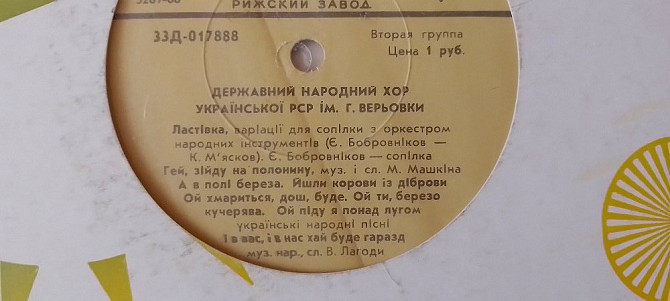 РИЖСКИЙ ЗАВОД
33Д-017888
Вторая группа
Цена 1 руб.
ДЕРЖАВНИЙ НАРОДНИЙ ХОР
УКРАЇНСЬКОЇ РСР ІМ. Г. ВЕРЬОВКИ
Ластівка, варіації для сопілки з оркестром
народних інструментів (Є. Бобровніков —
К. М'ясков). Є. Бобровніков — сопілка
Гей, зійду на полонину, муз. і сл. М. Машкіна
А в полі береза. Йшли корови із діброви
Ой хмариться, дош, буде. Ой ти, березо
кучерява. Ой піду я понад лугом
українські народні пісні
І в вас, і в нас хай буде гаразд
муз. нар., сл. В. Лагоди